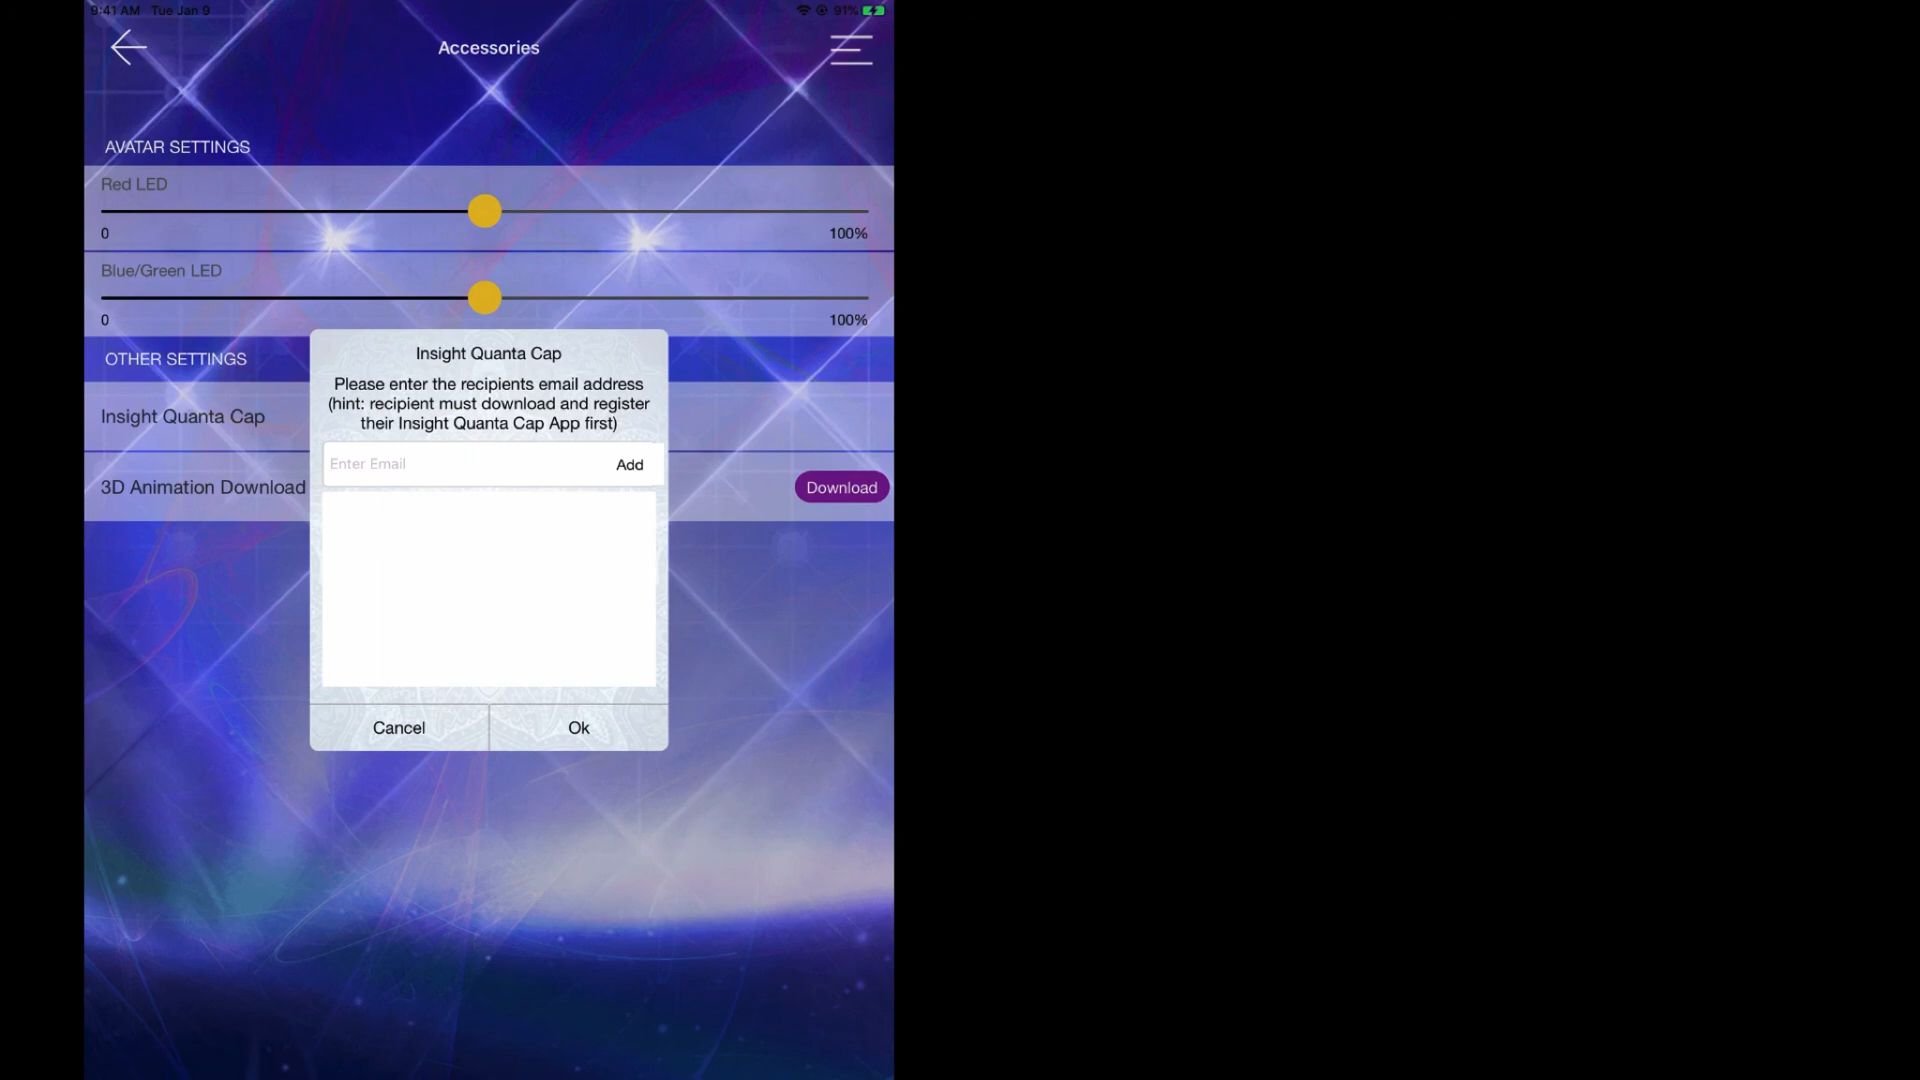 9:41 AM Tue Jan 9
91%
Accessories
AVATAR SETTINGS
Red LED
0
100%
Blue/Green LED
0
100%
OTHER SETTINGS
Insight Quanta Cap
3D Animation Download
Download
Insight Quanta Cap
Please enter the recipients email address
(hint: recipient must download and register
their Insight Quanta Cap App first)
Enter Email
Add
Cancel
Ok